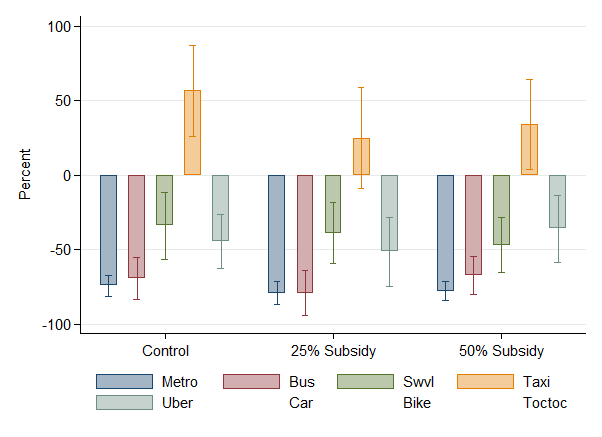 100
50
0
-50
-100
Percent
Control 25% Subsidy 50% Subsidy
Metro Bus Swvl Taxi
Uber Car Bike Toctoc